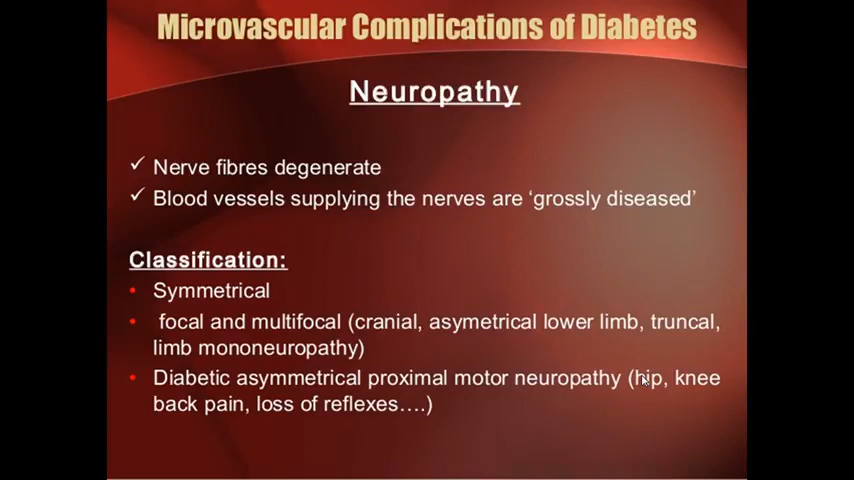 Microvascular Complications of Diabetes
Neuropathy
✓ Nerve fibres degenerate
✓ Blood vessels supplying the nerves are ‘grossly diseased’
Classification:
• Symmetrical
• focal and multifocal (cranial, asymetrical lower limb, truncal,
limb mononeuropathy)
• Diabetic asymmetrical proximal motor neuropathy (hip, knee
back pain, loss of reflexes….)